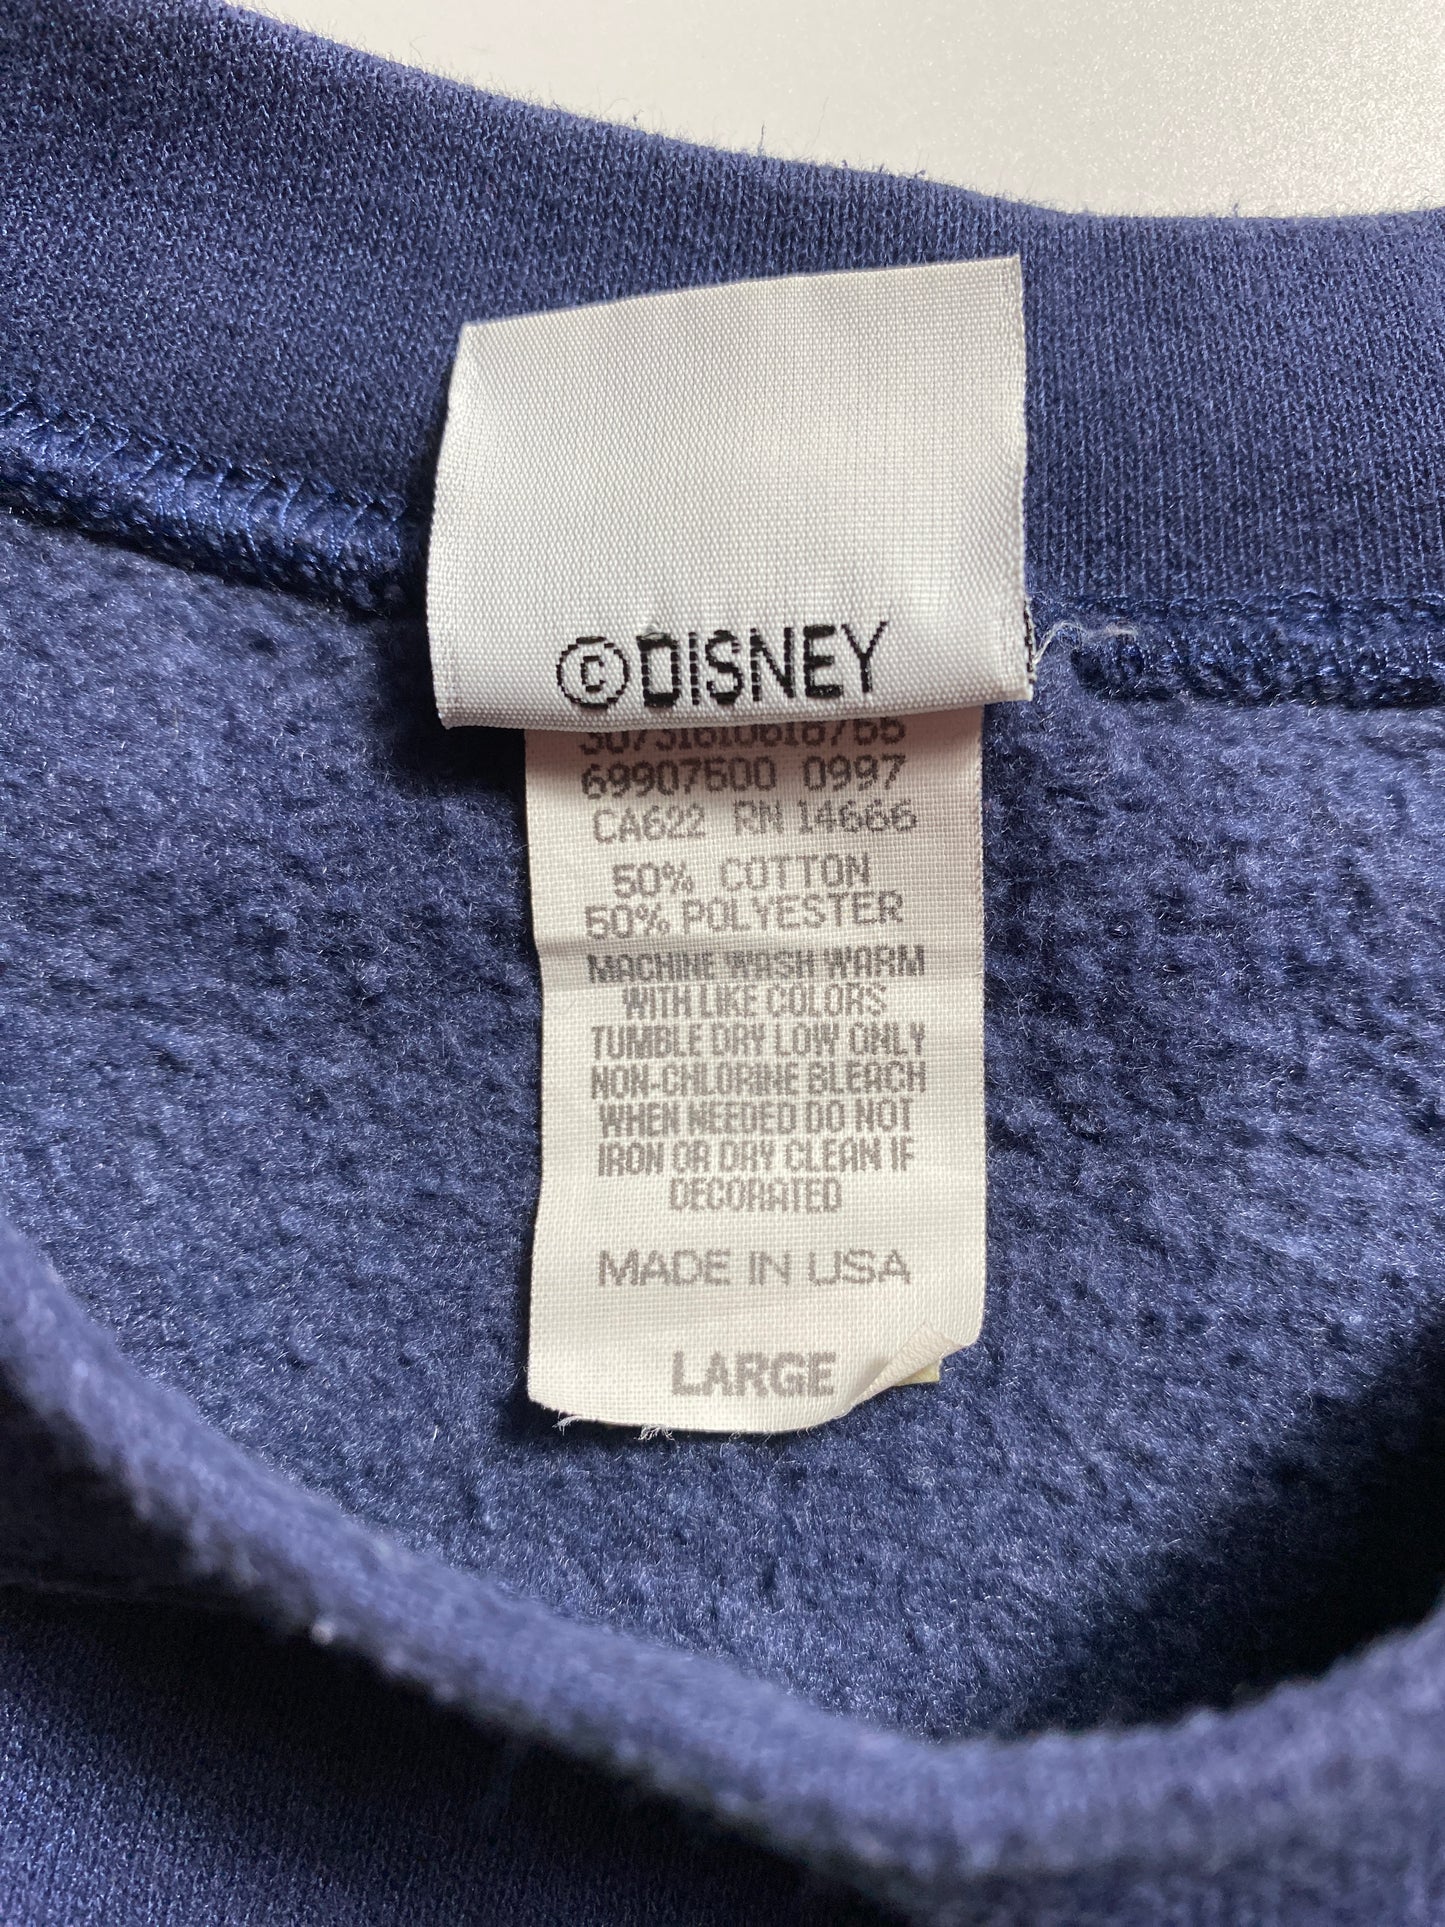 ©DISNEY
69907500 0997
CA622 RN 14666
50% COTTON
50% POLYESTER
MACHINE WASH WARM
WITH LIKE COLORS
TUMBLE DRY LOW ONLY
NON-CHLORINE BLEACH
WHEN NEEDED DO NOT
IRON OR DRY CLEAN IF
DECORATED
MADE IN USA
LARGE